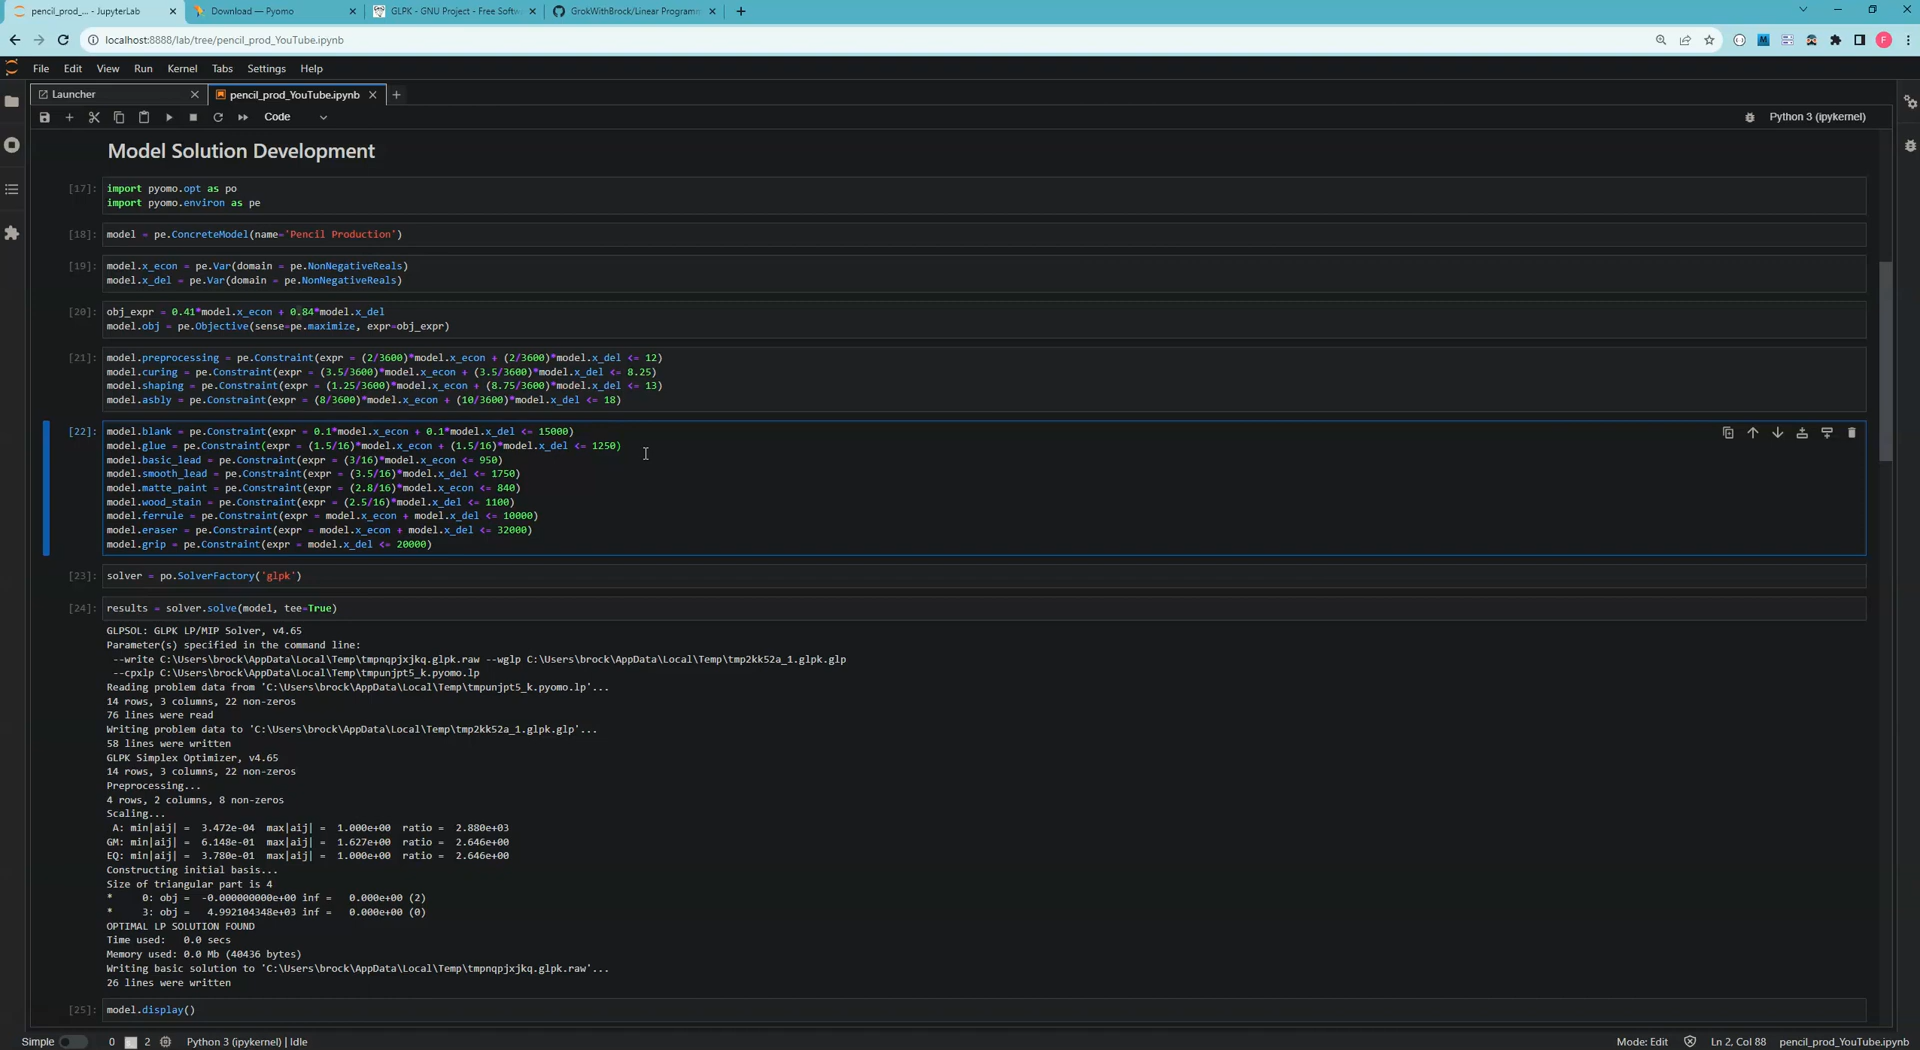 pencil_prod_... - JupyterLab
Download — Pyomo
GLPK - GNU Project - Free Softw
GrokWithBrock/Linear Programm
localhost:8888/lab/tree/pencil_prod_YouTube.ipynb
File Edit View Run Kernel Tabs Settings Help
Launcher
pencil_prod_YouTube.ipynb
Code
Python 3 (ipykernel)
Model Solution Development
[17]: import pyomo.opt as po
import pyomo.environ as pe
[18]: model = pe.ConcreteModel(name='Pencil Production')
[19]: model.x_econ = pe.Var(domain = pe.NonNegativeReals)
model.x_del = pe.Var(domain = pe.NonNegativeReals)
[20]: obj_expr = 0.41*model.x_econ + 0.84*model.x_del
model.obj = pe.Objective(sense=pe.maximize, expr=obj_expr)
[21]: model.preprocessing = pe.Constraint(expr = (2/3600)*model.x_econ + (2/3600)*model.x_del <= 12)
model.curing = pe.Constraint(expr = (3.5/3600)*model.x_econ + (3.5/3600)*model.x_del <= 8.25)
model.shaping = pe.Constraint(expr = (1.25/3600)*model.x_econ + (8.75/3600)*model.x_del <= 13)
model.asbly = pe.Constraint(expr = (8/3600)*model.x_econ + (10/3600)*model.x_del <= 18)
[22]: model.blank = pe.Constraint(expr = 0.1*model.x_econ + 0.1*model.x_del <= 15000)
model.glue = pe.Constraint(expr = (1.5/16)*model.x_econ + (1.5/16)*model.x_del <= 1250)
model.basic_lead = pe.Constraint(expr = (3/16)*model.x_econ <= 950)
model.smooth_lead = pe.Constraint(expr = (3.5/16)*model.x_del <= 1750)
model.matte_paint = pe.Constraint(expr = (2.8/16)*model.x_econ <= 840)
model.wood_stain = pe.Constraint(expr = (2.5/16)*model.x_del <= 1100)
model.ferrule = pe.Constraint(expr = model.x_econ + model.x_del <= 10000)
model.eraser = pe.Constraint(expr = model.x_econ + model.x_del <= 32000)
model.grip = pe.Constraint(expr = model.x_del <= 20000)
[23]: solver = po.SolverFactory('glpk')
[24]: results = solver.solve(model, tee=True)
GLPSOL: GLPK LP/MIP Solver, v4.65
Parameter(s) specified in the command line:
--write C:\Users\brock\AppData\Local\Temp\tmpnqpjxjkq.glpk.raw --wglp C:\Users\brock\AppData\Local\Temp\tmp2kk52a_1.glpk.glp
--cpxlp C:\Users\brock\AppData\Local\Temp\tmpunjpt5_k.pyomo.lp
Reading problem data from 'C:\Users\brock\AppData\Local\Temp\tmpunjpt5_k.pyomo.lp'...
14 rows, 3 columns, 22 non-zeros
76 lines were read
Writing problem data to 'C:\Users\brock\AppData\Local\Temp\tmp2kk52a_1.glpk.glp'...
58 lines were written
GLPK Simplex Optimizer, v4.65
14 rows, 3 columns, 22 non-zeros
Preprocessing...
4 rows, 2 columns, 8 non-zeros
Scaling...
A: min|aij| = 3.472e-04 max|aij| = 1.000e+00 ratio = 2.880e+03
GM: min|aij| = 6.148e-01 max|aij| = 1.627e+00 ratio = 2.646e+00
EQ: min|aij| = 3.780e-01 max|aij| = 1.000e+00 ratio = 2.646e+00
Constructing initial basis...
Size of triangular part is 4
* 0: obj = -0.000000000e+00 inf = 0.000e+00 (2)
* 3: obj = 4.992104348e+03 inf = 0.000e+00 (0)
OPTIMAL LP SOLUTION FOUND
Time used: 0.0 secs
Memory used: 0.0 Mb (40436 bytes)
Writing basic solution to 'C:\Users\brock\AppData\Local\Temp\tmpnqpjxjkq.glpk.raw'...
26 lines were written
[25]: model.display()
Simple 0 2 Python 3 (ipykernel) | Idle Mode: Edit Ln 2, Col 88 pencil_prod_YouTube.ipynb